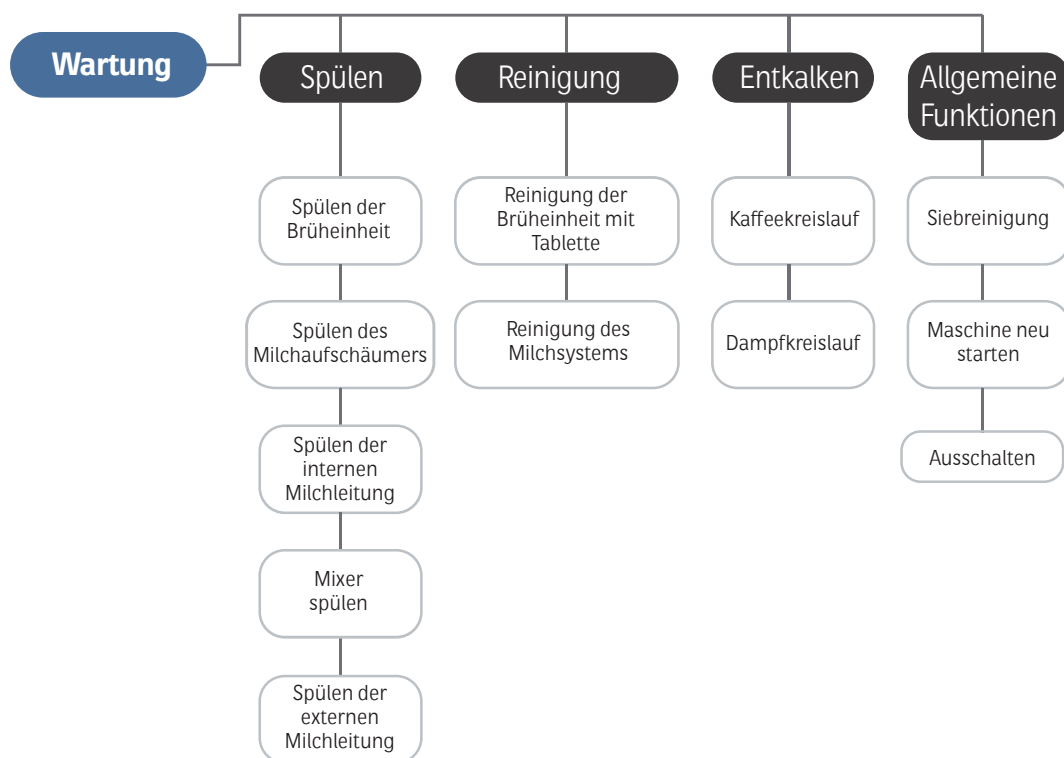 Wartung
Spülen
Spülen der
Brüheinheit
Spülen des
Milchaufschäumers
Spülen der
internen
Milchleitung
Mixer
spülen
Spülen der
externen
Milchleitung
Reinigung
Reinigung der
Brüheinheit mit
Tablette
Reinigung des
Milchsystems
Entkalken
Kaffeekreislauf
Dampfkreislauf
Allgemeine
Funktionen
Siebreinigung
Maschine neu
starten
Ausschalten